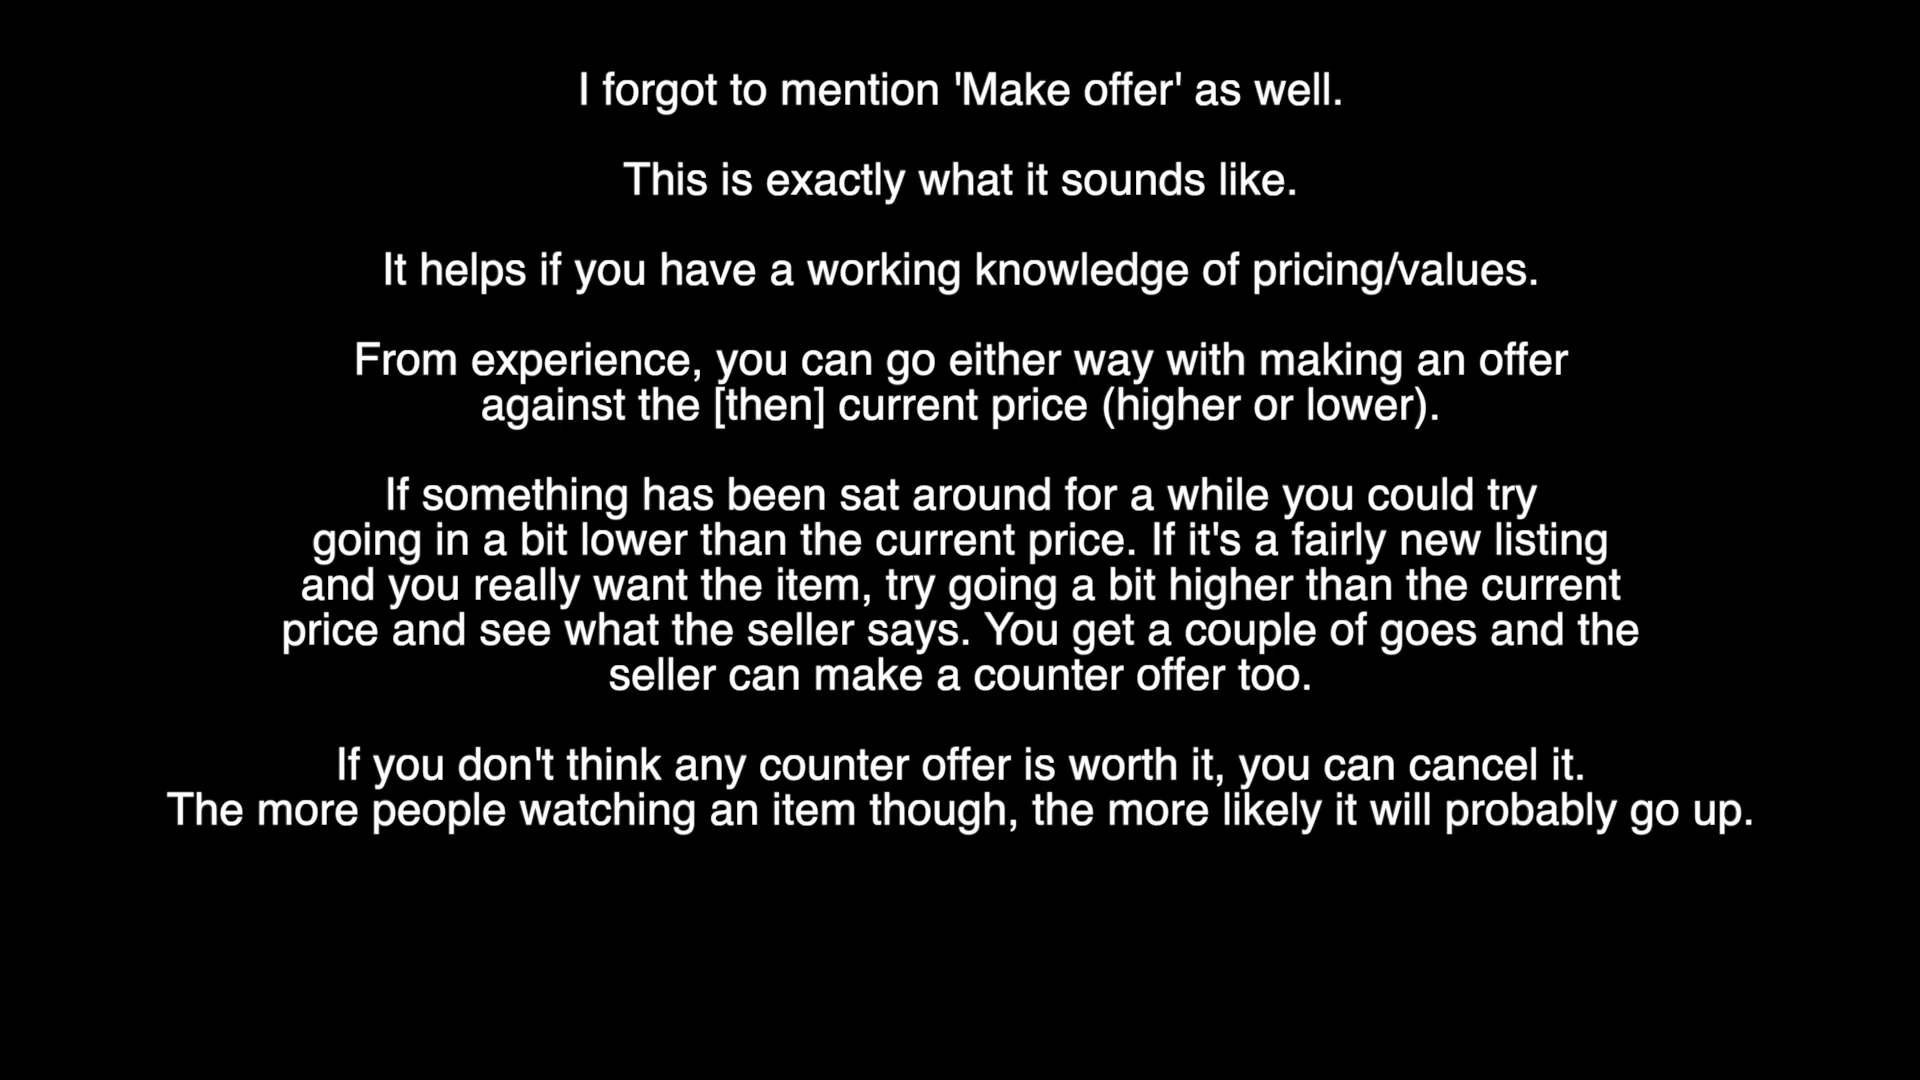 I forgot to mention 'Make offer' as well.
This is exactly what it sounds like.
It helps if you have a working knowledge of pricing/values.
From experience, you can go either way with making an offer
against the [then] current price (higher or lower).
If something has been sat around for a while you could try
going in a bit lower than the current price. If it's a fairly new listing
and you really want the item, try going a bit higher than the current
price and see what the seller says. You get a couple of goes and the
seller can make a counter offer too.
If you don't think any counter offer is worth it, you can cancel it.
The more people watching an item though, the more likely it will probably go up.